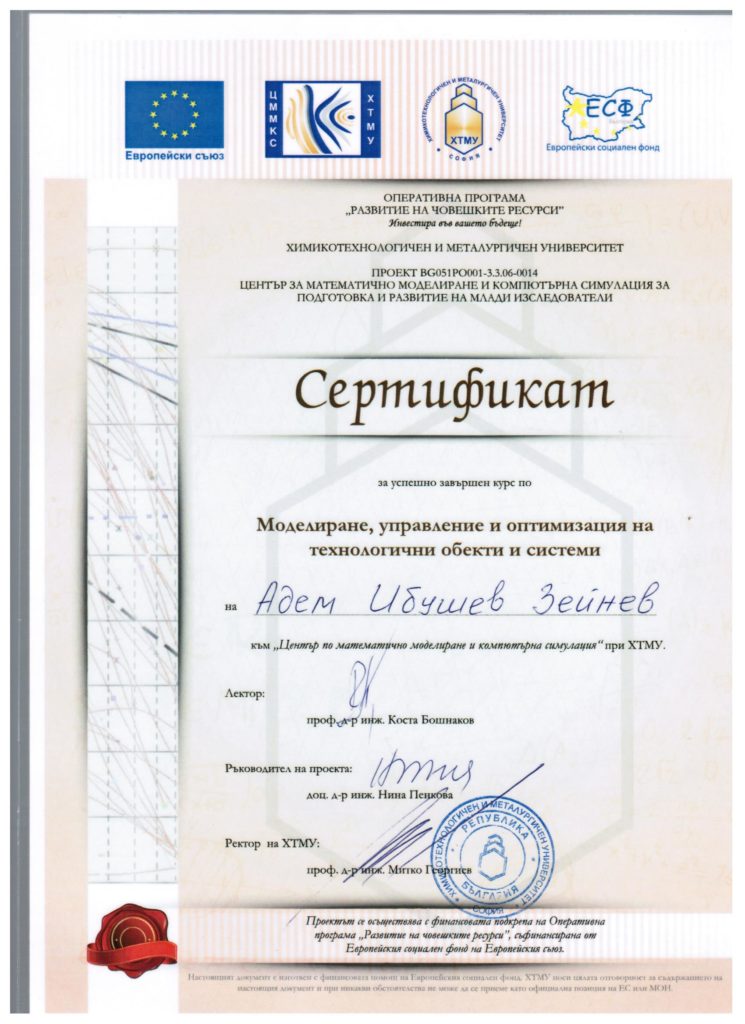 Европейски съюз
ЦММКС
ХТМУ
ХИМИКОТЕХНОЛОГИЧЕН И МЕТАЛУРГИЧЕН УНИВЕРСИТЕТ
ХТМУ
СОФИЯ
ЕСФ
Европейски социален фонд
ОПЕРАТИВНА ПРОГРАМА
„РАЗВИТИЕ НА ЧОВЕШКИТЕ РЕСУРСИ”
Инвестира във вашето бъдеще!
ХИМИКОТЕХНОЛОГИЧЕН И МЕТАЛУРГИЧЕН УНИВЕРСИТЕТ
ПРОЕКТ BG051PO001-3.3.06-0014
ЦЕНТЪР ЗА МАТЕМАТИЧНО МОДЕЛИРАНЕ И КОМПЮТЪРНА СИМУЛАЦИЯ ЗА
ПОДГОТОВКА И РАЗВИТИЕ НА МЛАДИ ИЗСЛЕДОВАТЕЛИ
Сертификат
за успешно завършен курс по
Моделиране, управление и оптимизация на
технологични обекти и системи
на Адем Ибушев Зейнев
към „Център по математично моделиране и компютърна симулация“ при ХТМУ.
Лектор:
проф. д-р инж. Коста Бошнаков
Ръководител на проекта:
доц. д-р инж. Нина Пенкова
Ректор на ХТМУ:
проф. д-р инж. Митко Георгиев
ХИМИКОТЕХНОЛОГИЧЕН И МЕТАЛУРГИЧЕН УНИВЕРСИТЕТ
РЕПУБЛИКА
БЪЛГАРИЯ
СОФИЯ
Проектът се осъществява с финансовата подкрепа на Оперативна
програма „Развитие на човешките ресурси”, съфинансирана от
Европейския социален фонд на Европейския съюз.
Настоящият документ е изготвен с финансовата помощ на Европейския социален фонд. ХТМУ носи цялата отговорност за съдържанието на
настоящия документ и при никакви обстоятелства не може да се приеме като официална позиция на ЕС или МОН.